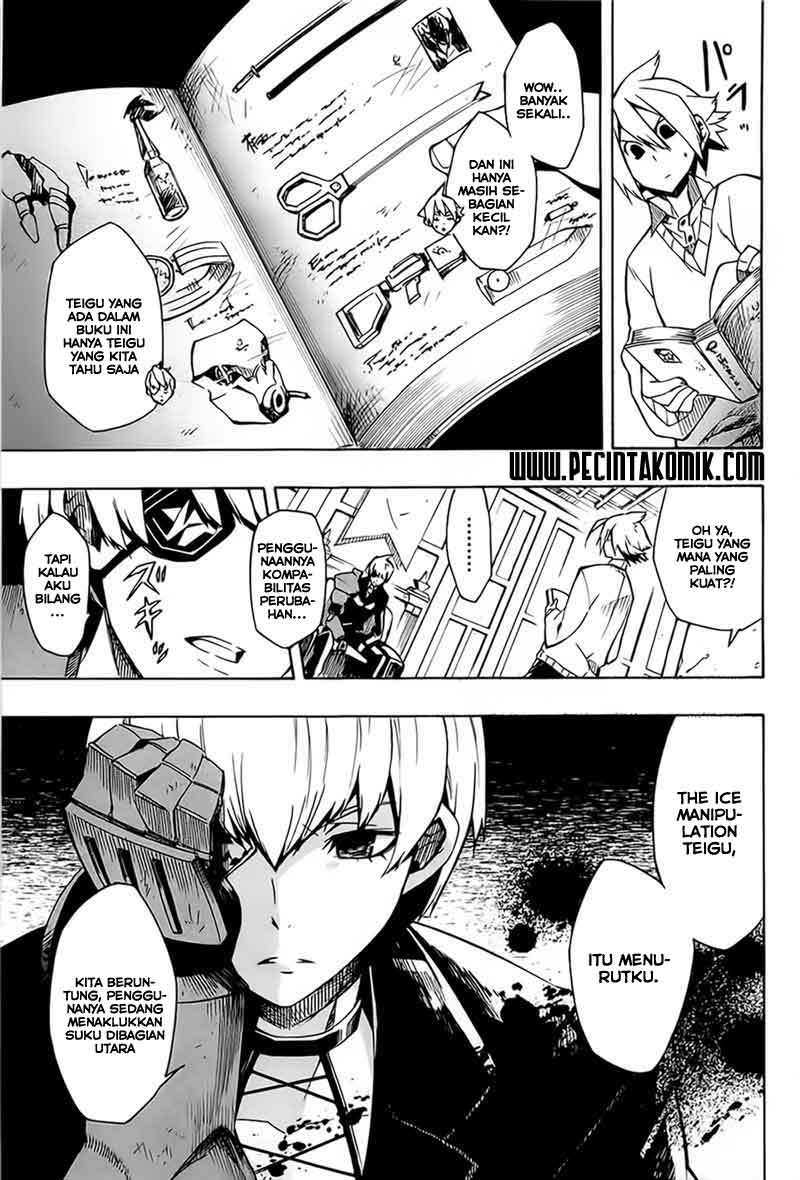 パラ
WOW..
BANYAK
SEKALI..
DAN INI
HANYA
MASIH SE-
BAGIAN
KECIL
KAN?!
TEIGU YANG
ADA DALAM
BUKU INI
HANYA TEIGU
YANG KITA
TAHU SAJA
WWW.PECINTAKOMIK.COM
OH YA,
TEIGU YANG
MANA YANG
PALING
KUAT?!
.........
PENGGU-
NAANNYA
KOMPA-
BILITAS
PERUBA-
HAN...
TAPI
KALAU
AKU
BILANG
...
THE ICE
MANIPU-
LATION
TEIGU,
ITU MENU-
RUTKU.
KITA BERUN-
TUNG, PENGGU-
NANYA SEDANG
MENAKLUKKAN
SUKU DIBAGIAN
UTARA